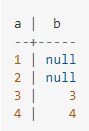 a | b
--+-----
1 | null
2 | null
3 | 3
4 | 4